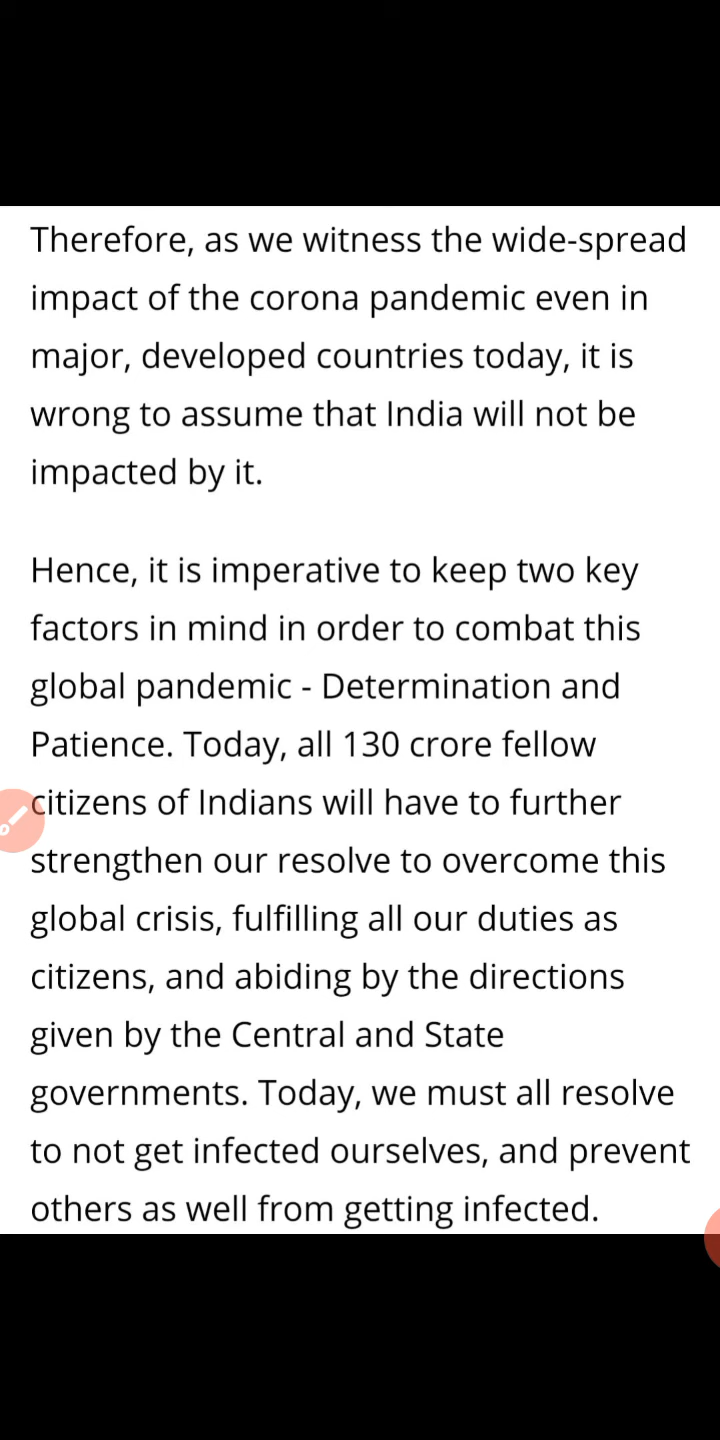 Therefore, as we witness the wide-spread
impact of the corona pandemic even in
major, developed countries today, it is
wrong to assume that India will not be
impacted by it.
Hence, it is imperative to keep two key
factors in mind in order to combat this
global pandemic - Determination and
Patience. Today, all 130 crore fellow
citizens of Indians will have to further
strengthen our resolve to overcome this
global crisis, fulfilling all our duties as
citizens, and abiding by the directions
given by the Central and State
governments. Today, we must all resolve
to not get infected ourselves, and prevent
others as well from getting infected.